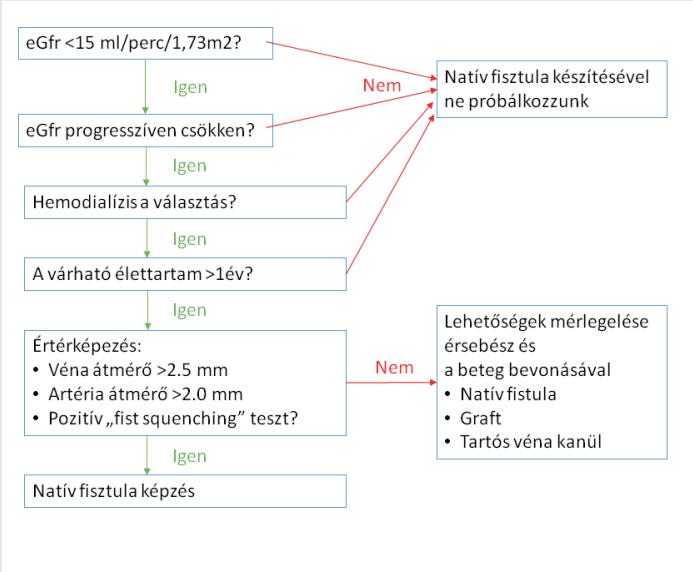 eGfr <15 ml/perc/1,73m2?
Igen
Nem
Natív fisztula készítésével
ne próbálkozzunk
eGfr progresszíven csökken?
Igen
Hemodialízis a választás?
Igen
A várható élettartam >1év?
Igen
Értérképezés:
• Véna átmérő >2.5 mm
• Artéria átmérő >2.0 mm
• Pozitív „fist squenching” teszt?
Nem
Lehetőségek mérlegelése
érsebész és
a beteg bevonásával
• Natív fistula
• Graft
• Tartós véna kanül
Igen
Natív fisztula képzés